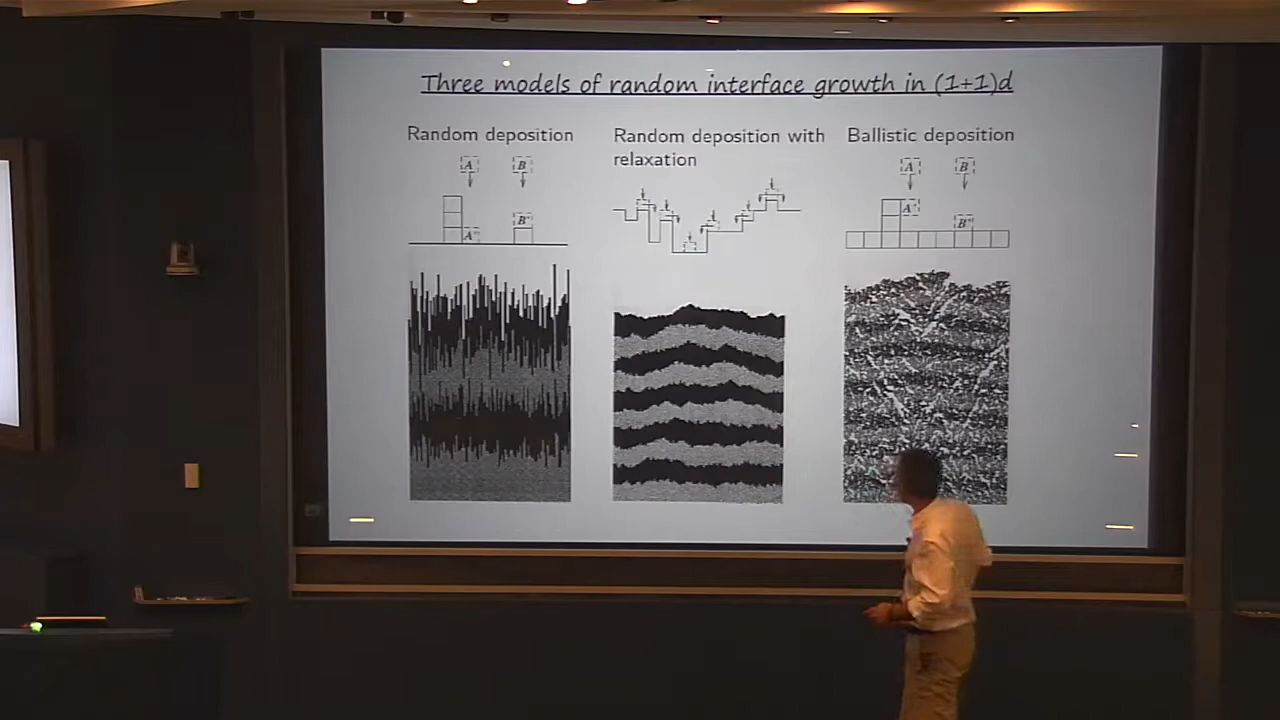 Three models of random interface growth in (1+1)d
Random deposition
Random deposition with
relaxation
Ballistic deposition
A
B
A
B
A'
B'
A'
B'